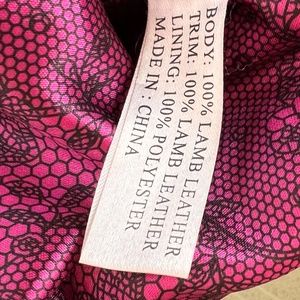 BODY: 100% LAMB LEATHER
TRIM: 100% LAMB LEATHER
LINING: 100% POLYESTER
MADE IN: CHINA